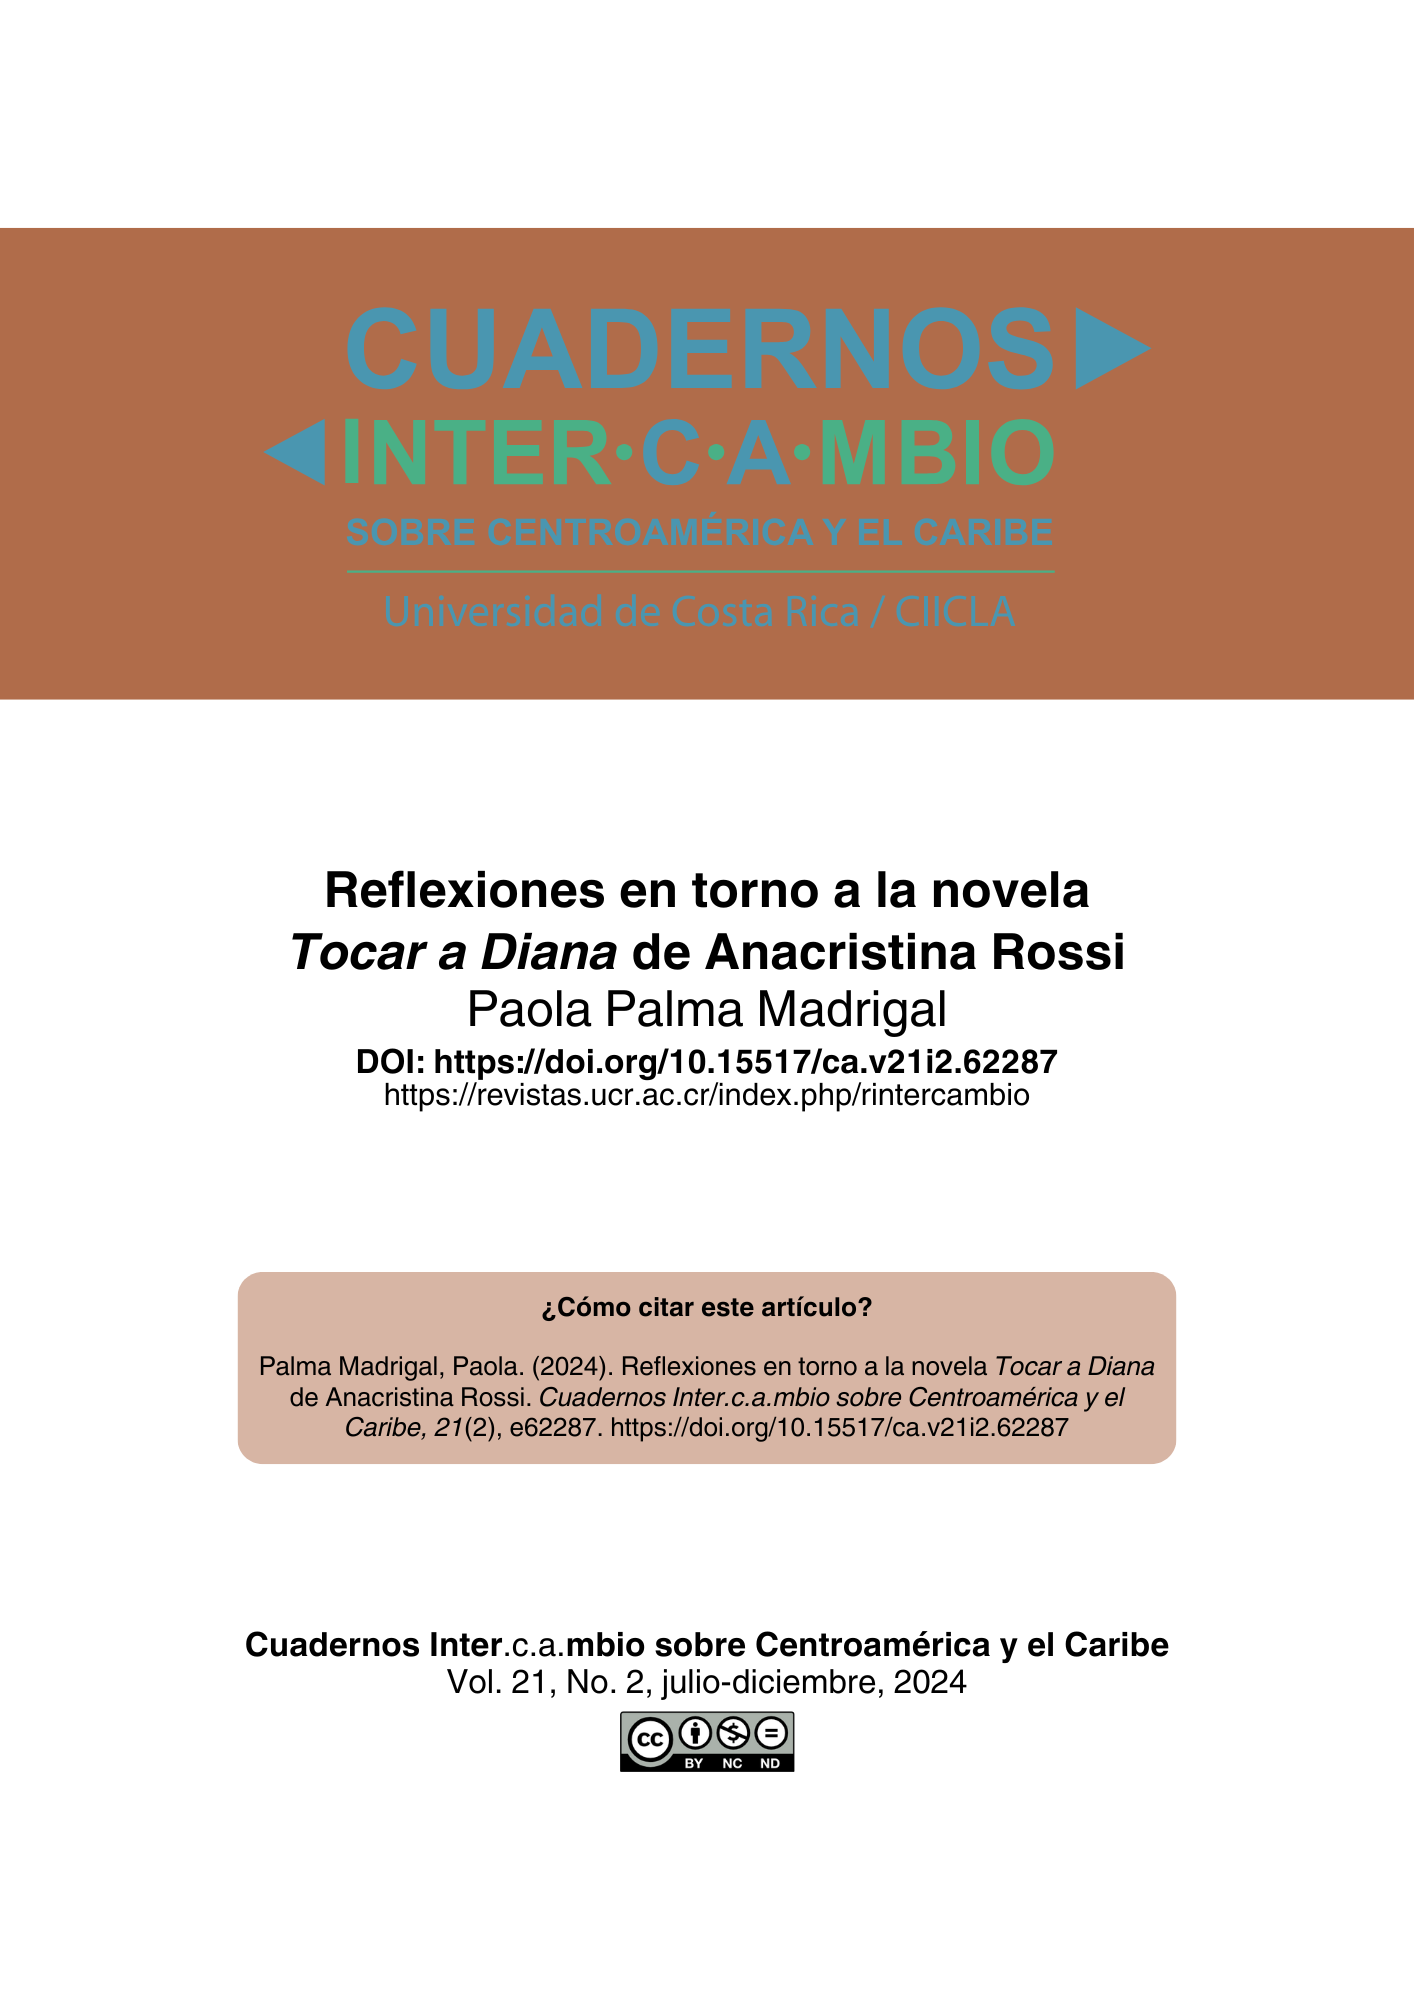 CUADERNOS
INTER·C·A·MBIO
SOBRE CENTROAMÉRICA Y EL CARIBE
Universidad de Costa Rica / CIICLA
Reflexiones en torno a la novela
Tocar a Diana de Anacristina Rossi
Paola Palma Madrigal
DOI: https://doi.org/10.15517/ca.v21i2.62287
https://revistas.ucr.ac.cr/index.php/rintercambio
¿Cómo citar este artículo?
Palma Madrigal, Paola. (2024). Reflexiones en torno a la novela Tocar a Diana
de Anacristina Rossi. Cuadernos Inter.c.a.mbio sobre Centroamérica y el
Caribe, 21(2), e62287. https://doi.org/10.15517/ca.v21i2.62287
Cuadernos Inter.c.a.mbio sobre Centroamérica y el Caribe
Vol. 21, No. 2, julio-diciembre, 2024
cc BY NC ND